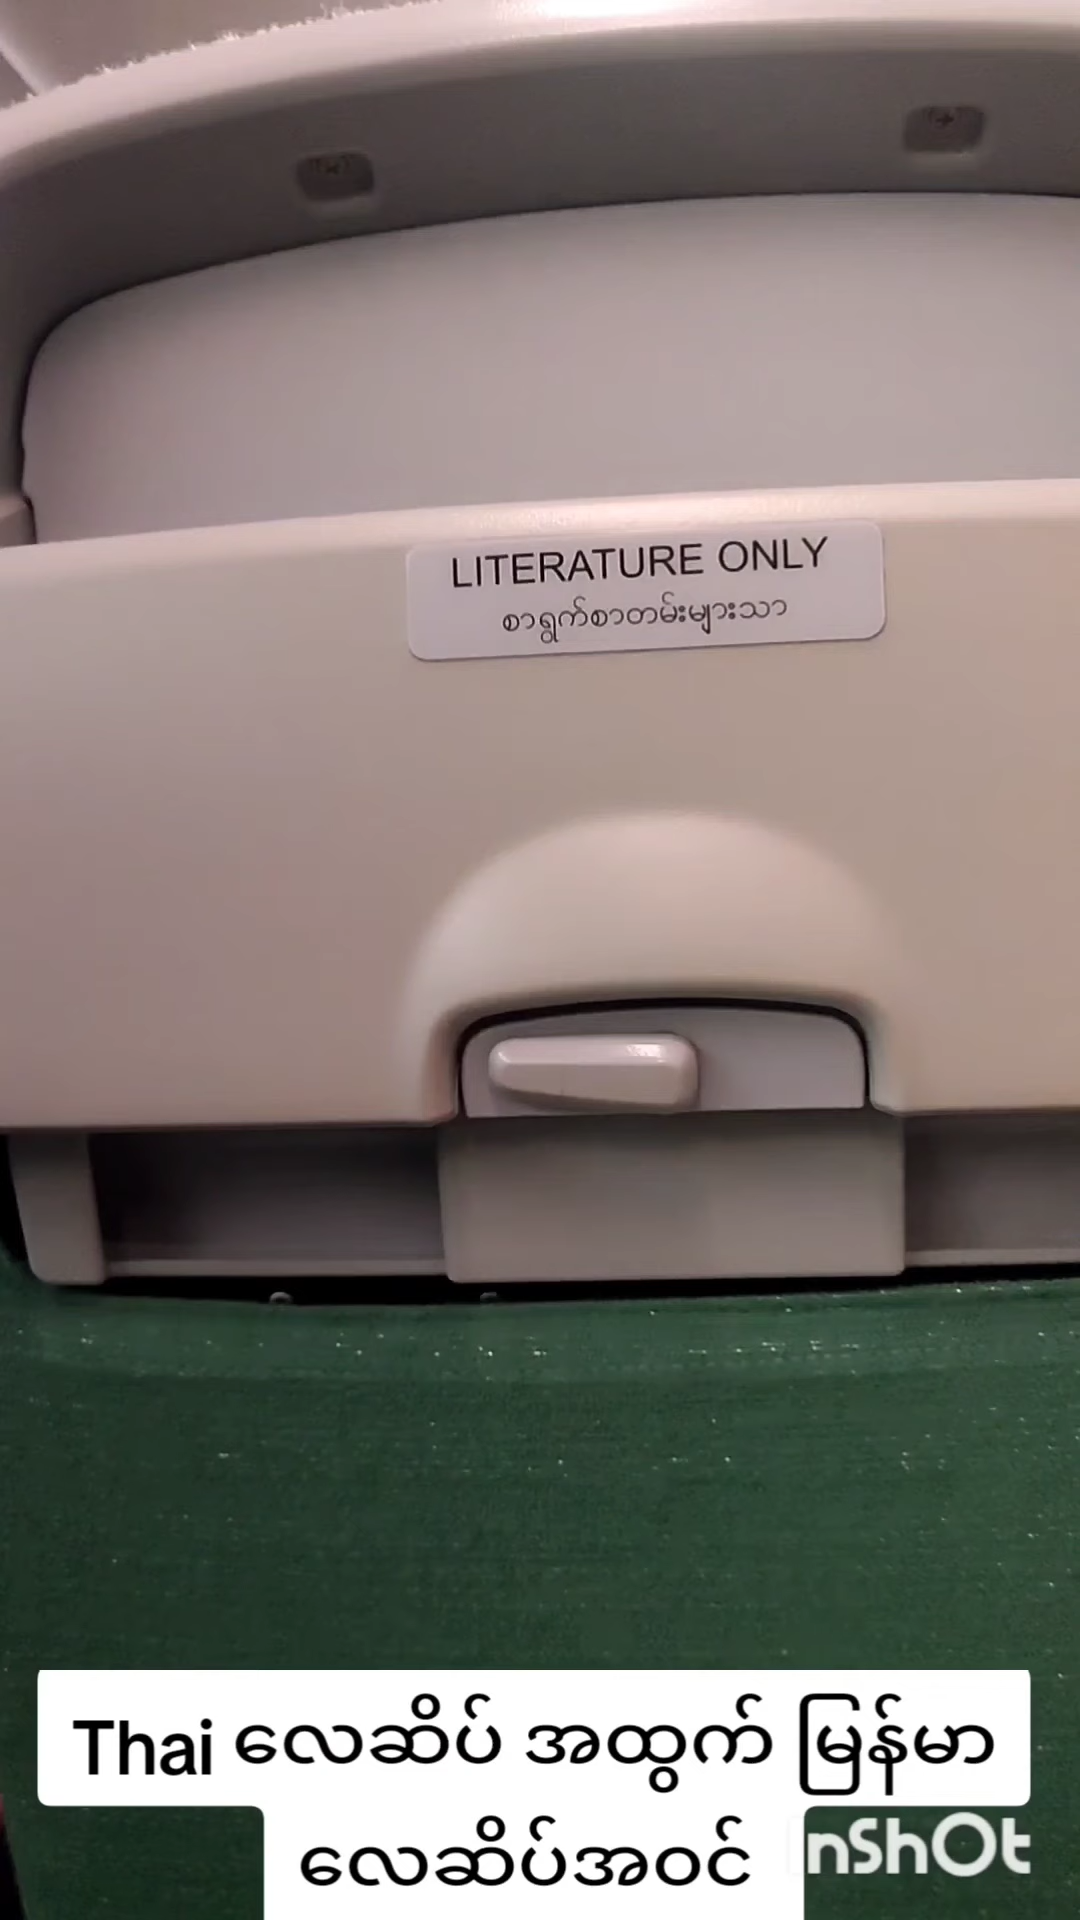 LITERATURE ONLY
စာရွက်စာတမ်းများသာ
Thai လေဆိပ် အထွက် မြန်မာ
လေဆိပ်အဝင်
nShOt